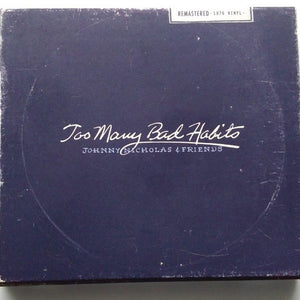 REMASTERED - 1976 VINYL -
Too Many Bad Habits
JOHNNY NICHOLAS & FRIENDS